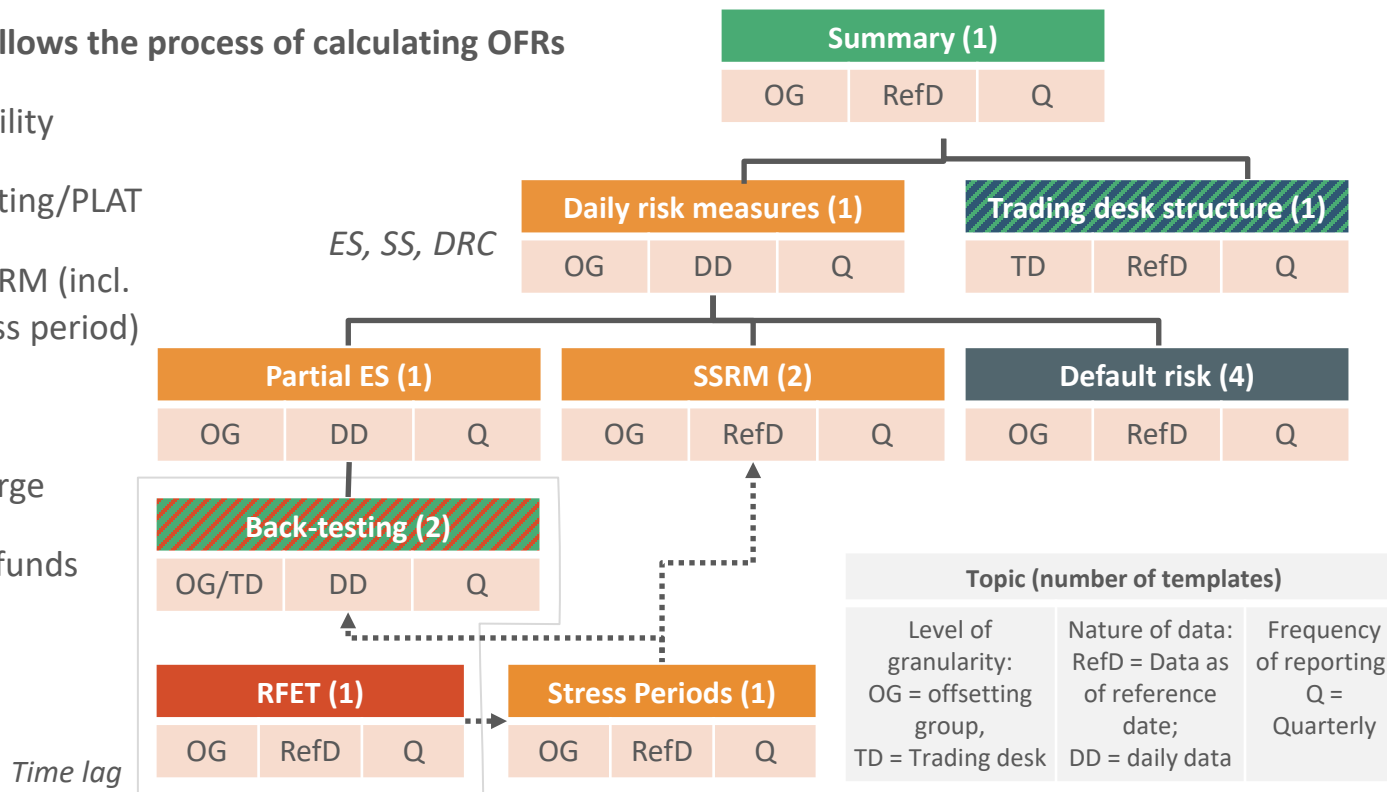 llows the process of calculating OFRs
ility
ting/PLAT
RM (incl.
ss period)
rge
funds
Summary (1)
OG RefD Q
Daily risk measures (1)
Trading desk structure (1)
ES, SS, DRC
OG DD Q
TD RefD Q
Partial ES (1)
SSRM (2)
Default risk (4)
OG DD Q
OG RefD Q
OG RefD Q
Back-testing (2)
OG/TD DD Q
RFET (1)
Stress Periods (1)
OG RefD Q
OG RefD Q
Time lag
Topic (number of templates)
Level of
granularity:
OG = offsetting
group,
TD = Trading desk
Nature of data:
RefD = Data as
of reference
date;
DD = daily data
Frequency
of reporting
Q =
Quarterly